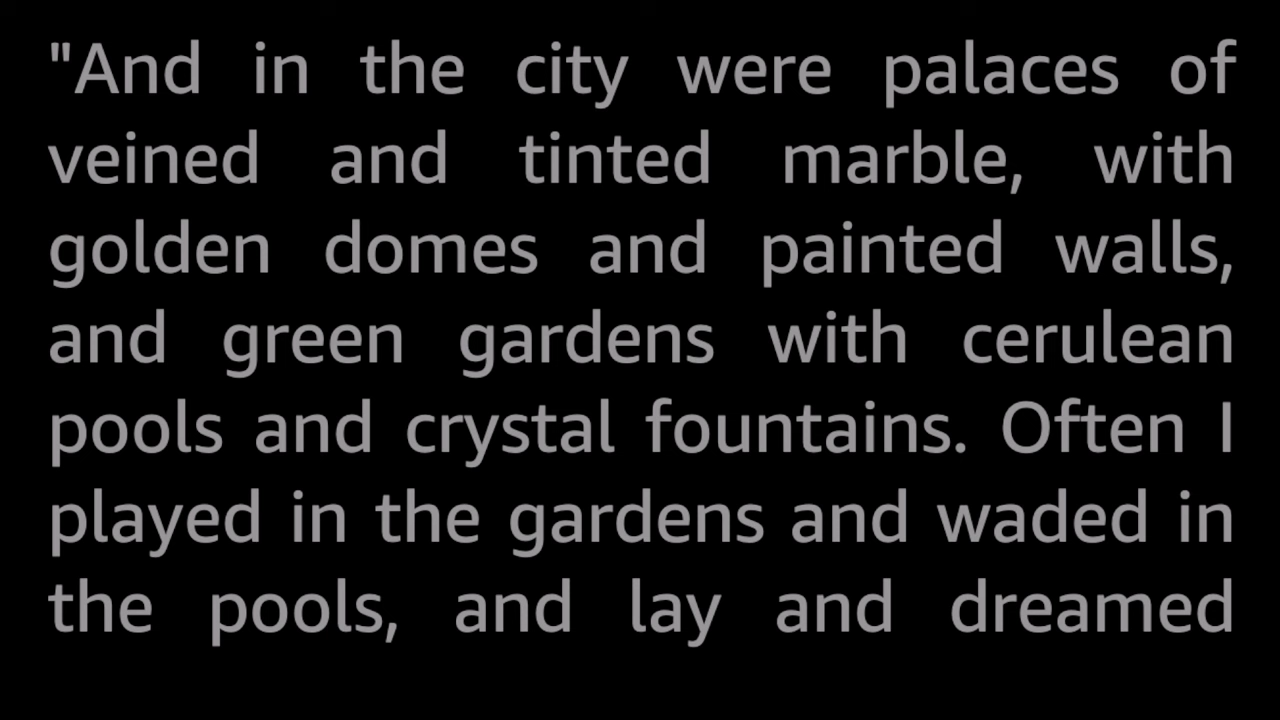 "And in the city were palaces of
veined and tinted marble, with
golden domes and painted walls,
and green gardens with cerulean
pools and crystal fountains. Often I
played in the gardens and waded in
the pools, and lay and dreamed